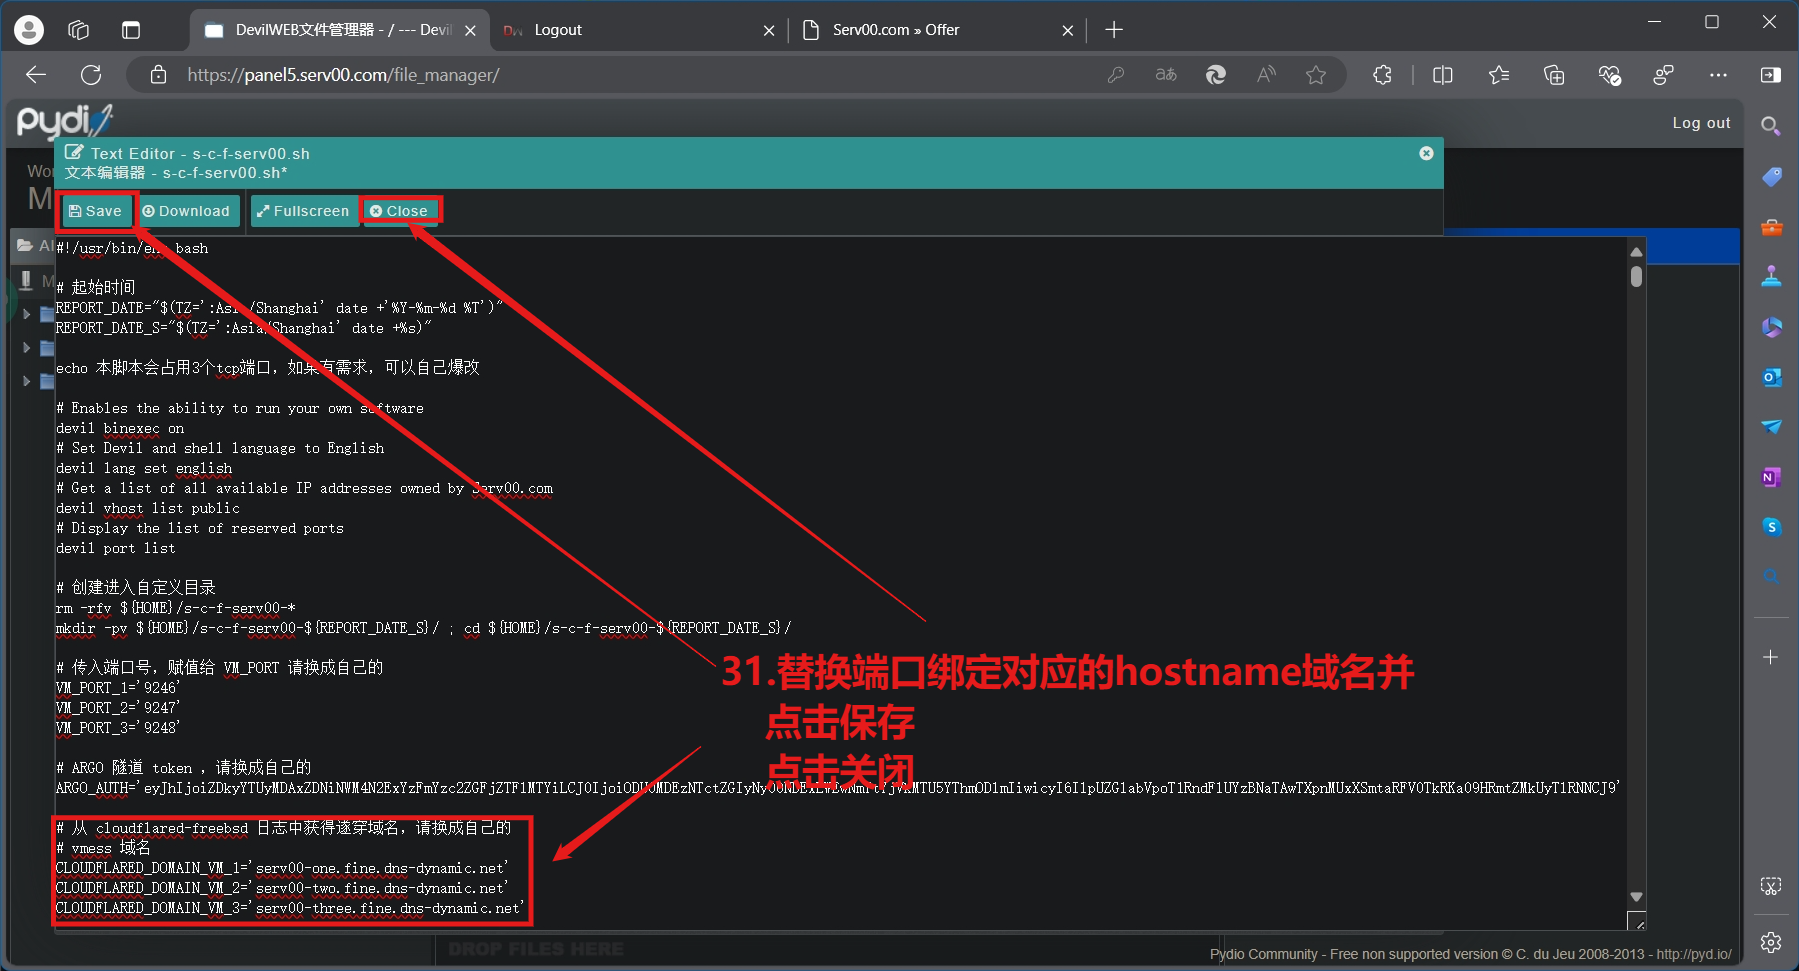 DevilWEB文件管理器 - / --- Devil
Logout
Serv00.com » Offer
https://panel5.serv00.com/file_manager/
pydio
Log out
Text Editor - s-c-f-serv00.sh
文本编辑器 - s-c-f-serv00.sh*
Save
Download
Fullscreen
Close
#!/usr/bin/env bash
# 起始时间
REPORT_DATE="$(TZ=':Asia/Shanghai' date +'%Y-%m-%d %T')"
REPORT_DATE_S="$(TZ=':Asia/Shanghai' date +%s)"
echo 本脚本会占用3个tcp端口，如果有需求，可以自己爆改
# Enables the ability to run your own software
devil binexec on
# Set Devil and shell language to English
devil lang set english
# Get a list of all available IP addresses owned by Serv00.com
devil vhost list public
# Display the list of reserved ports
devil port list
# 创建进入自定义目录
rm -rfv ${HOME}/s-c-f-serv00-*
mkdir -pv ${HOME}/s-c-f-serv00-${REPORT_DATE_S}/ ; cd ${HOME}/s-c-f-serv00-${REPORT_DATE_S}/
# 传入端口号，赋值给 VM_PORT 请换成自己的
VM_PORT_1='9246'
VM_PORT_2='9247'
VM_PORT_3='9248'
31.替换端口绑定对应的hostname域名并
点击保存
点击关闭
# ARGO 隧道 token ，请换成自己的
ARGO_AUTH=
# 从 cloudflared-freebsd 日志中获得遂穿域名，请换成自己的
# vmess 域名
CLOUDFLARED_DOMAIN_VM_1='serv00-one.fine.dns-dynamic.net'
CLOUDFLARED_DOMAIN_VM_2='serv00-two.fine.dns-dynamic.net'
CLOUDFLARED_DOMAIN_VM_3='serv00-three.fine.dns-dynamic.net'
DROP FILES HERE
Pydio Community - Free non supported version © C. du Jeu 2008-2013 - http://pyd.io/